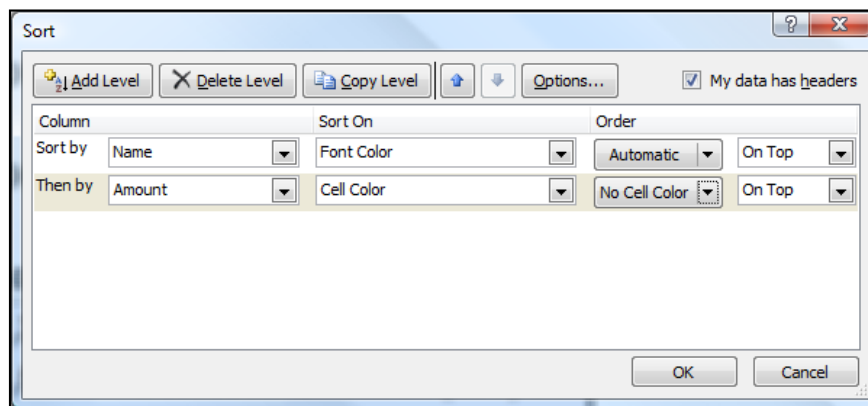 Sort
Add Level Delete Level Copy Level Options... My data has headers
Column Sort On Order
Sort by Name Font Color Automatic On Top
Then by Amount Cell Color No Cell Color On Top
OK Cancel